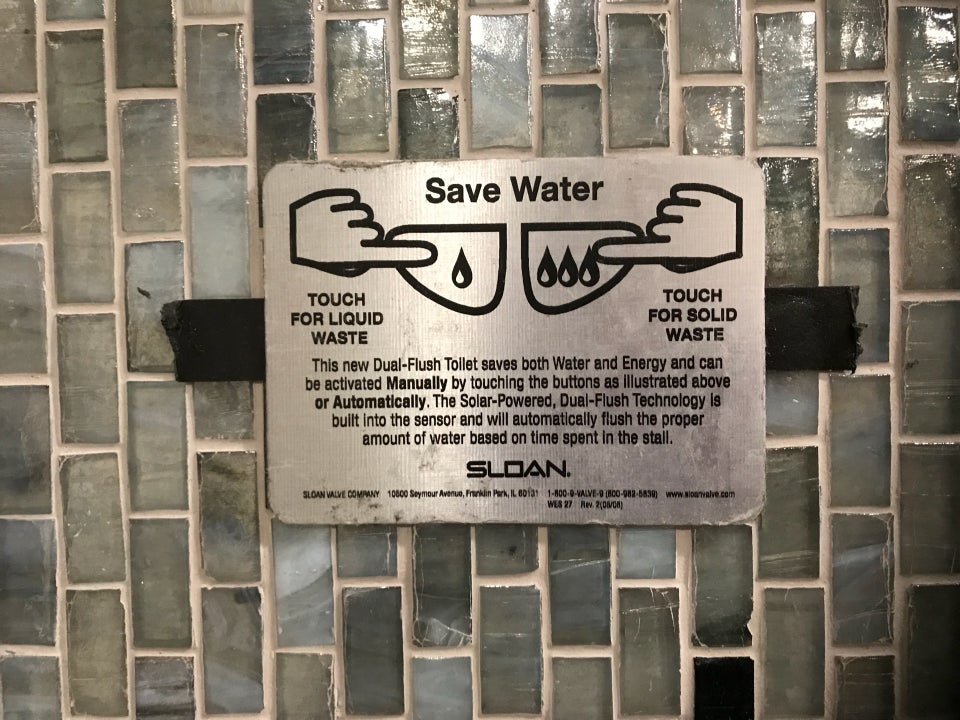 Save Water
TOUCH
FOR LIQUID
WASTE
TOUCH
FOR SOLID
WASTE
This new Dual-Flush Toilet saves both Water and Energy and can
be activated Manually by touching the buttons as illustrated above
or Automatically. The Solar-Powered, Dual-Flush Technology is
built into the sensor and will automatically flush the proper
amount of water based on time spent in the stall.
SLOAN.
SLOAN VALVE COMPANY 10500 Seymour Avenue, Franklin Park, IL 60131 1-800-9-VALVE-9 (800-982-5839) www.sloanvalve.com
WES 27 Rev. 2(08/08)